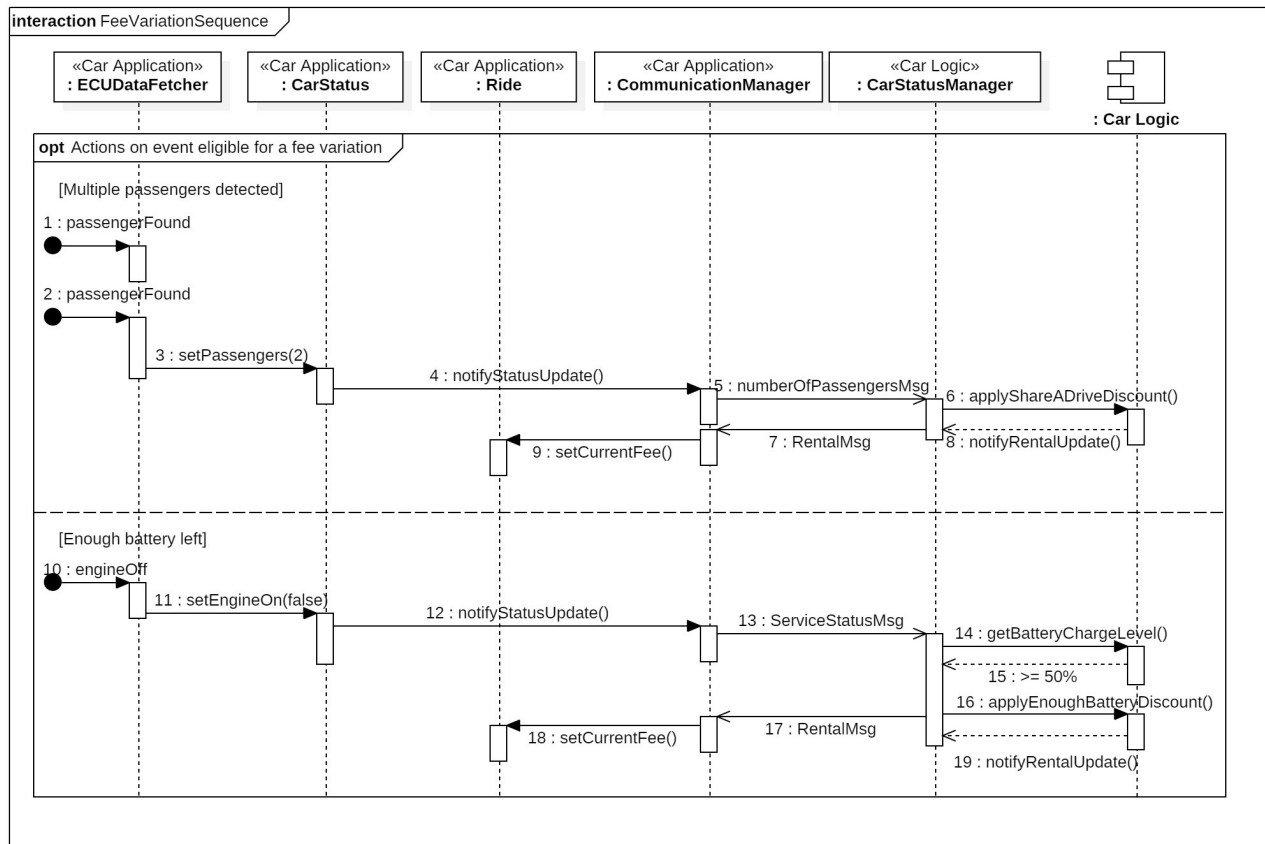 interaction FeeVariationSequence
«Car Application»
: ECUDataFetcher
«Car Application»
: CarStatus
«Car Application»
: Ride
«Car Application»
: CommunicationManager
«Car Logic»
: CarStatusManager
: Car Logic
opt Actions on event eligible for a fee variation
[Multiple passengers detected]
1 : passengerFound
2 : passengerFound
3 : setPassengers(2)
4 : notifyStatusUpdate()
5 : numberOfPassengersMsg
6 : applyShareADriveDiscount()
7 : RentalMsg
8 : notifyRentalUpdate()
9 : setCurrentFee()
[Enough battery left]
10 : engineOff
11 : setEngineOn(false)
12 : notifyStatusUpdate()
13 : ServiceStatusMsg
14 : getBatteryChargeLevel()
15 : >= 50%
16 : applyEnoughBatteryDiscount()
17 : RentalMsg
18 : setCurrentFee()
19 : notifyRentalUpdate()